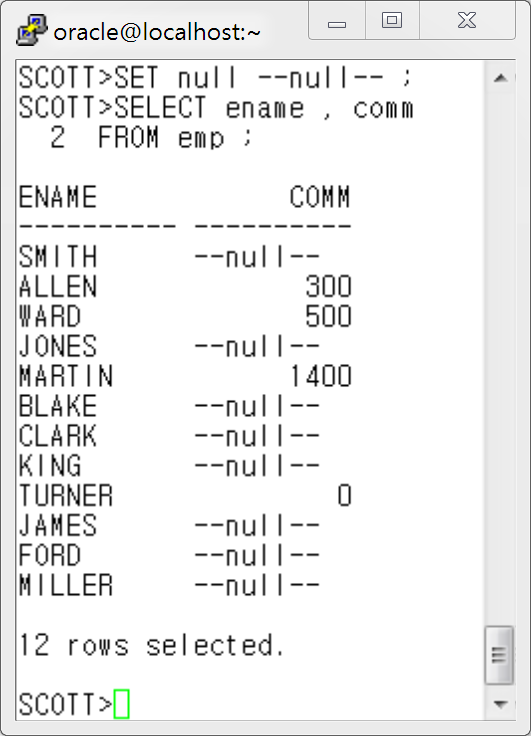 oracle@localhost:~
SCOTT>SET null --null-- ;
SCOTT>SELECT ename , comm
  2  FROM emp ;
ENAME            COMM
---------- ----------
SMITH      --null--
ALLEN             300
WARD              500
JONES      --null--
MARTIN           1400
BLAKE      --null--
CLARK      --null--
KING       --null--
TURNER              0
JAMES      --null--
FORD       --null--
MILLER     --null--
12 rows selected.
SCOTT>